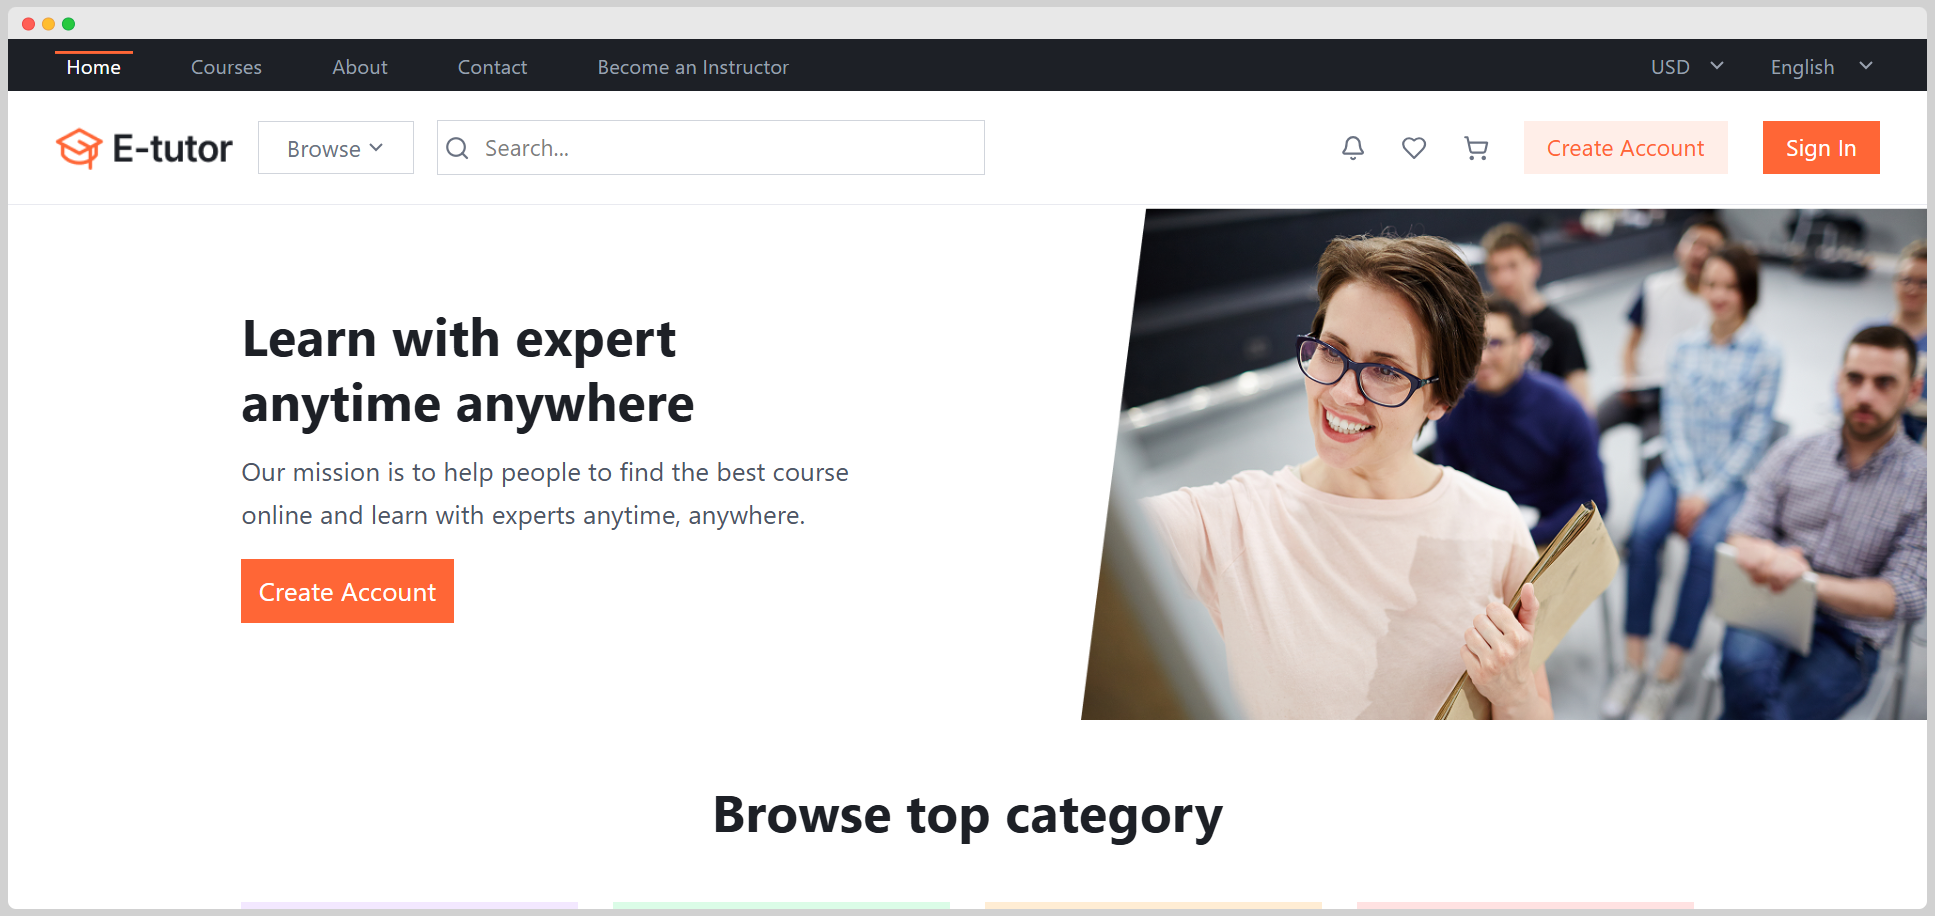 Home Courses About Contact Become an Instructor USD English
E-tutor Browse Search... Create Account Sign In
Learn with expert
anytime anywhere
Our mission is to help people to find the best course
online and learn with experts anytime, anywhere.
Create Account
Browse top category